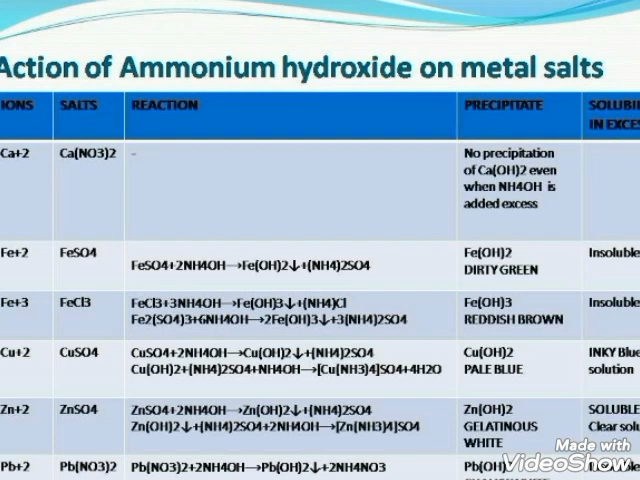 Action of Ammonium hydroxide on metal salts
IONS SALTS REACTION PRECIPITATE
IN
Ca+2 Ca(NO3)2 - No precipitation
of Ca(OH)2 even
when NH4OH is
added excess
Fe+2 FeSO4 Fe(OH)2 Insoluble
FeSO4+2NH4OH→Fe(OH)2↓+(NH4)2SO4 DIRTY GREEN
Fe+3 FeCl3 FeCl3+3NH4OH→Fe(OH)3↓+(NH4)Cl Fe(OH)3 Insoluble
Fe2(SO4)3+6NH4OH→2Fe(OH)3↓+3(NH4)2SO4 REDDISH BROWN
Cu+2 CuSO4 CuSO4+2NH4OH→Cu(OH)2↓+(NH4)2SO4 Cu(OH)2 INKY Blue
Cu(OH)2+(NH4)2SO4+NH4OH→[Cu(NH3)4]SO4+4H2O PALE BLUE solution
Zn+2 ZnSO4 ZnSO4+2NH4OH→Zn(OH)2↓+(NH4)2SO4 Zn(OH)2 SOLUBLE
Zn(OH)2↓+(NH4)2SO4+2NH4OH→[Zn(NH3)4]SO4 GELATINOUS Clear
WHITE
Pb+2 Pb(NO3)2 Pb(NO3)2+2NH4OH→Pb(OH)2↓+2NH4NO3
Made with
VideoShow